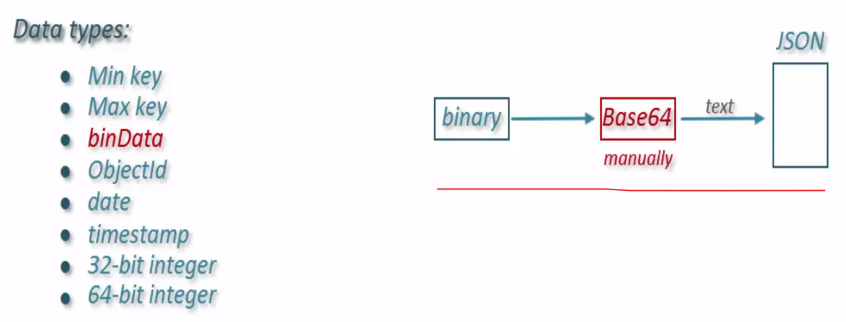 Data types:
Min key
Max key
binData
ObjectId
date
timestamp
32-bit integer
64-bit integer
JSON
binary
Base64
text
manually